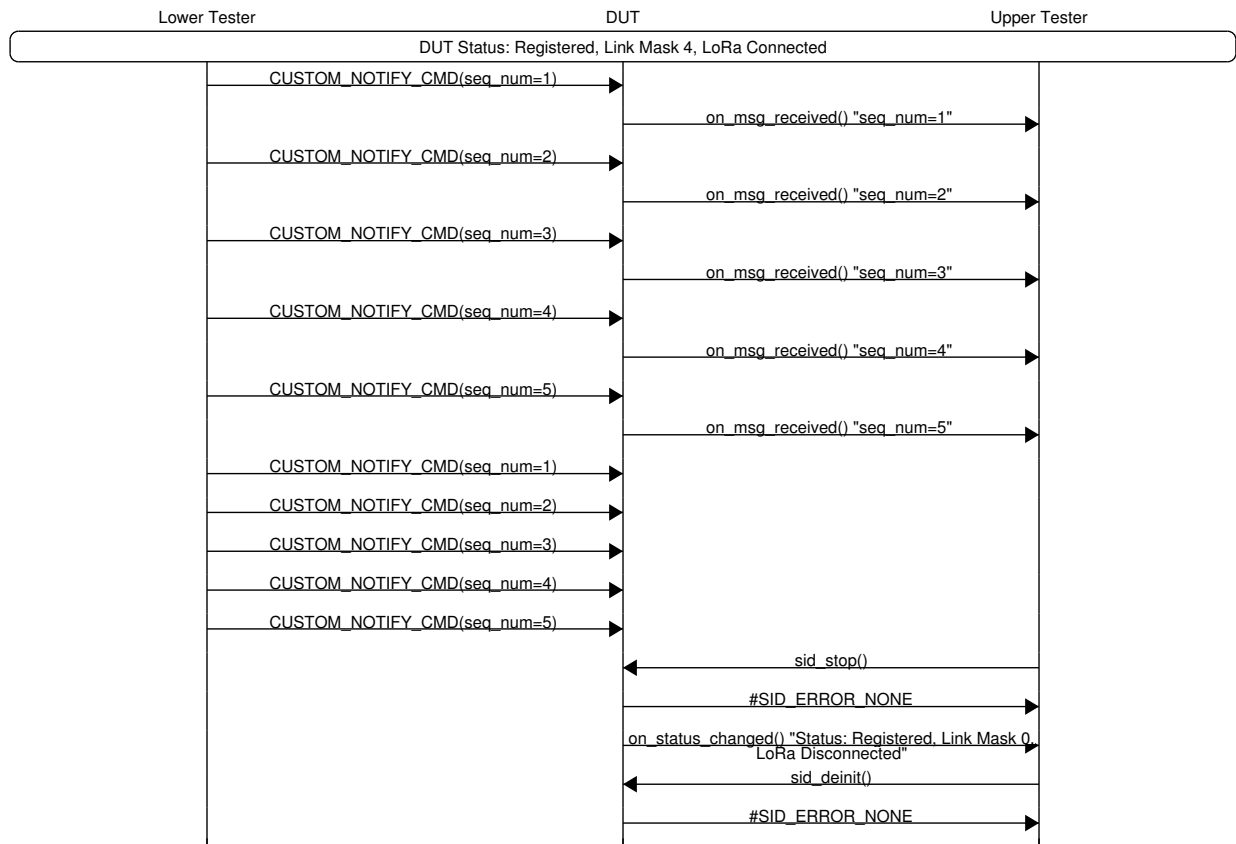 Lower Tester
DUT
Upper Tester
DUT Status: Registered, Link Mask 4, LoRa Connected
CUSTOM_NOTIFY_CMD(seq_num=1)
on_msg_received() "seq_num=1"
CUSTOM_NOTIFY_CMD(seq_num=2)
on_msg_received() "seq_num=2"
CUSTOM_NOTIFY_CMD(seq_num=3)
on_msg_received() "seq_num=3"
CUSTOM_NOTIFY_CMD(seq_num=4)
on_msg_received() "seq_num=4"
CUSTOM_NOTIFY_CMD(seq_num=5)
on_msg_received() "seq_num=5"
CUSTOM_NOTIFY_CMD(seq_num=1)
CUSTOM_NOTIFY_CMD(seq_num=2)
CUSTOM_NOTIFY_CMD(seq_num=3)
CUSTOM_NOTIFY_CMD(seq_num=4)
CUSTOM_NOTIFY_CMD(seq_num=5)
sid_stop()
#SID_ERROR_NONE
on_status_changed() "Status: Registered, Link Mask 0,
LoRa Disconnected"
sid_deinit()
#SID_ERROR_NONE